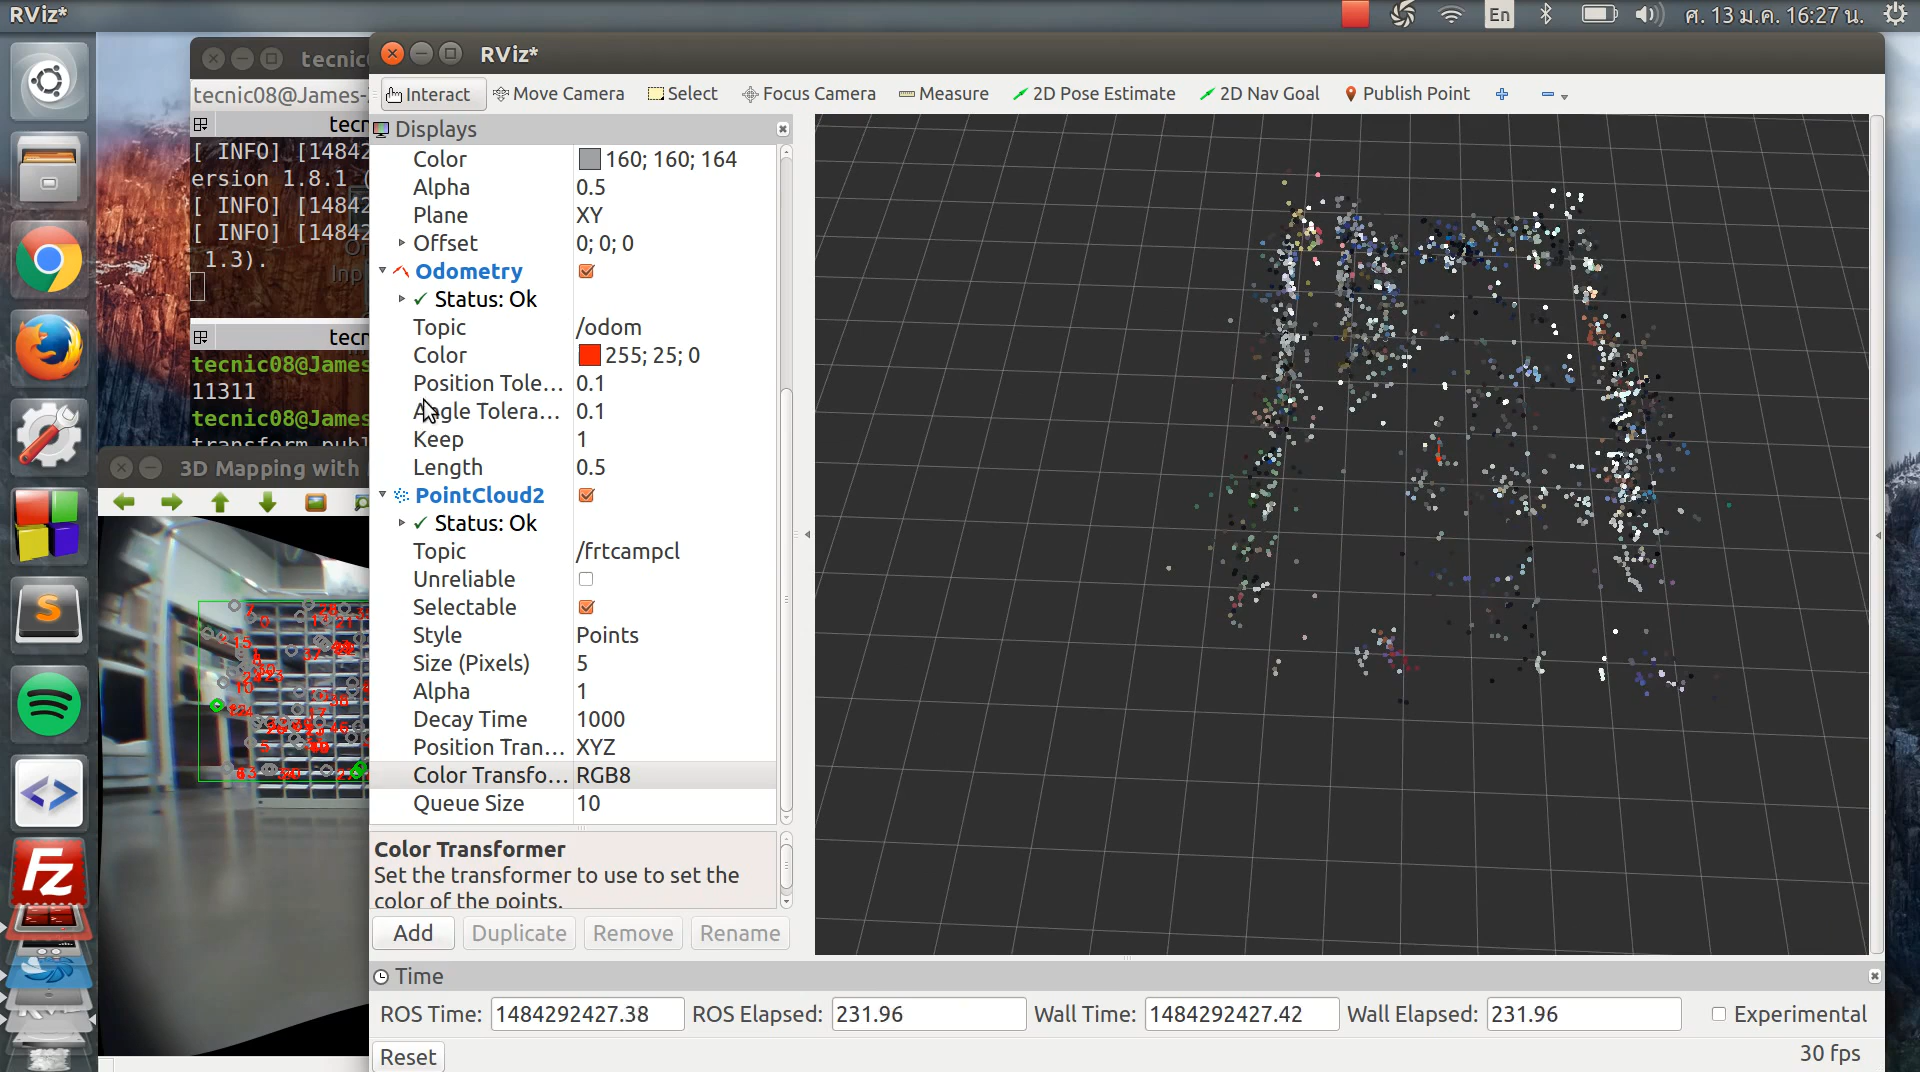 RViz*
En
ศ. 13 ม.ค. 16:27 น.
tecnic
tecnic08@James-
tecn
[ INFO] [14842
ersion 1.8.1 (
[ INFO] [14842
[ INFO] [14842
1.3).
tecn
tecnic08@James
11311
tecnic08@James
transform publ
3D Mapping with
RViz*
Interact
Move Camera
Select
Focus Camera
Measure
2D Pose Estimate
2D Nav Goal
Publish Point
Displays
Color 160; 160; 164
Alpha 0.5
Plane XY
Offset 0; 0; 0
Odometry
Status: Ok
Topic /odom
Color 255; 25; 0
Position Tole... 0.1
Angle Tolera... 0.1
Keep 1
Length 0.5
PointCloud2
Status: Ok
Topic /frtcampcl
Unreliable
Selectable
Style Points
Size (Pixels) 5
Alpha 1
Decay Time 1000
Position Tran... XYZ
Color Transfo... RGB8
Queue Size 10
Color Transformer
Set the transformer to use to set the
color of the points.
Add
Duplicate
Remove
Rename
Time
ROS Time: 1484292427.38
ROS Elapsed: 231.96
Wall Time: 1484292427.42
Wall Elapsed: 231.96
Experimental
Reset
30 fps